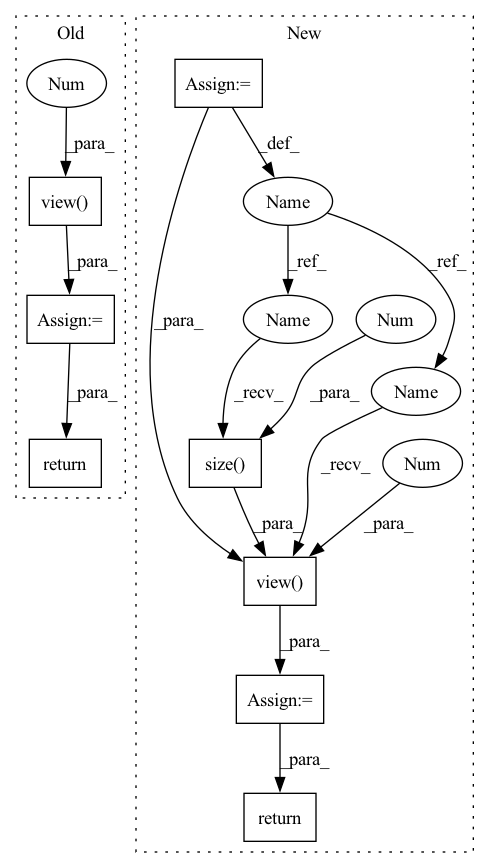 Old
New
Num
Assign:=
_para_
_def_
view()
Name
_para_
_ref_
_ref_
Assign:=
_para_
Name
Num
_para_
_recv_
_para_
Name
return
size()
_recv_
Num
_para_
_para_
view()
_para_
Assign:=
_para_
return